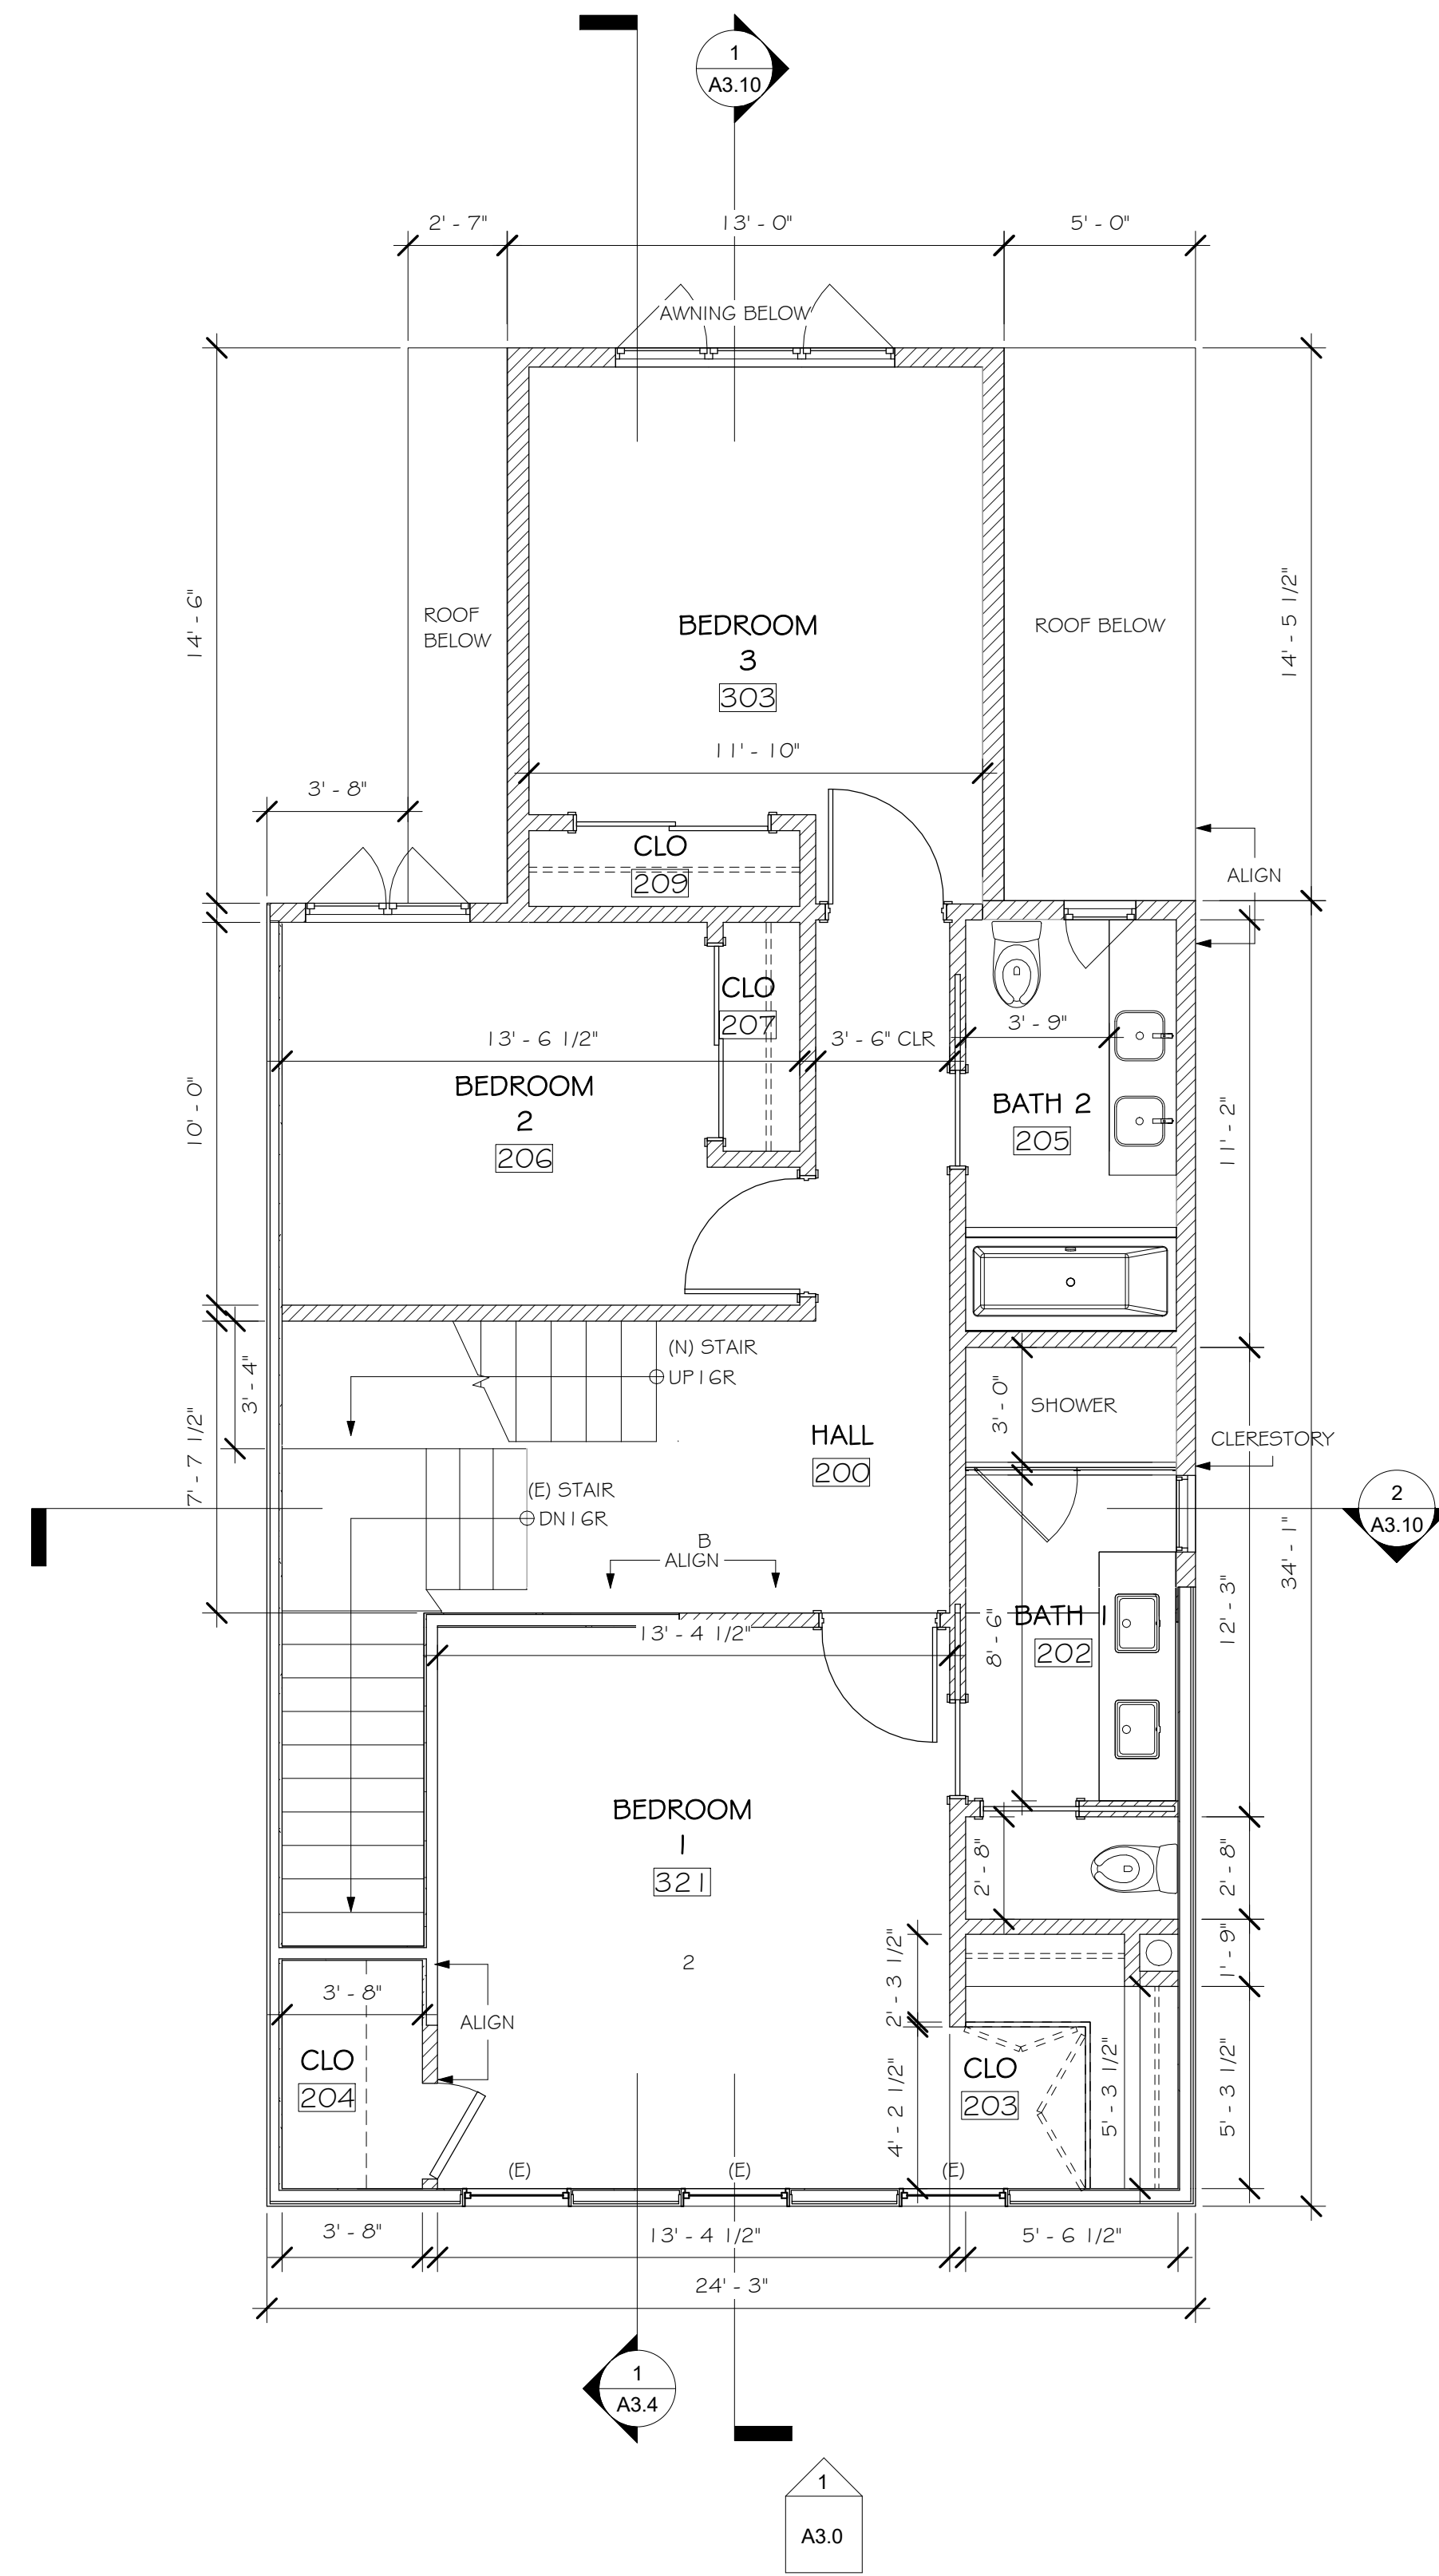 1
A3.10
2' - 7"
13' - 0"
5' - 0"
AWNING BELOW
14' - 6"
ROOF
BELOW
BEDROOM
3
303
ROOF BELOW
14' - 5 1/2"
11' - 10"
3' - 8"
CLO
209
ALIGN
CLO
207
13' - 6 1/2"
3' - 6" CLR
3' - 9"
BEDROOM
2
206
10' - 0"
BATH 2
205
11' - 2"
(N) STAIR
UP16R
3' - 4"
7' - 7 1/2"
HALL
200
3' - 0"
SHOWER
CLERESTORY
(E) STAIR
DN16R
2
A3.10
B
ALIGN
34' - 1"
12' - 3"
13' - 4 1/2"
8' - 6"
BATH 1
202
BEDROOM
1
321
2' - 8"
2' - 8"
2
2' - 3 1/2"
1' - 9"
3' - 8"
ALIGN
CLO
204
CLO
203
4' - 2 1/2"
5' - 3 1/2"
5' - 3 1/2"
(E)
(E)
(E)
3' - 8"
13' - 4 1/2"
5' - 6 1/2"
24' - 3"
1
A3.4
1
A3.0